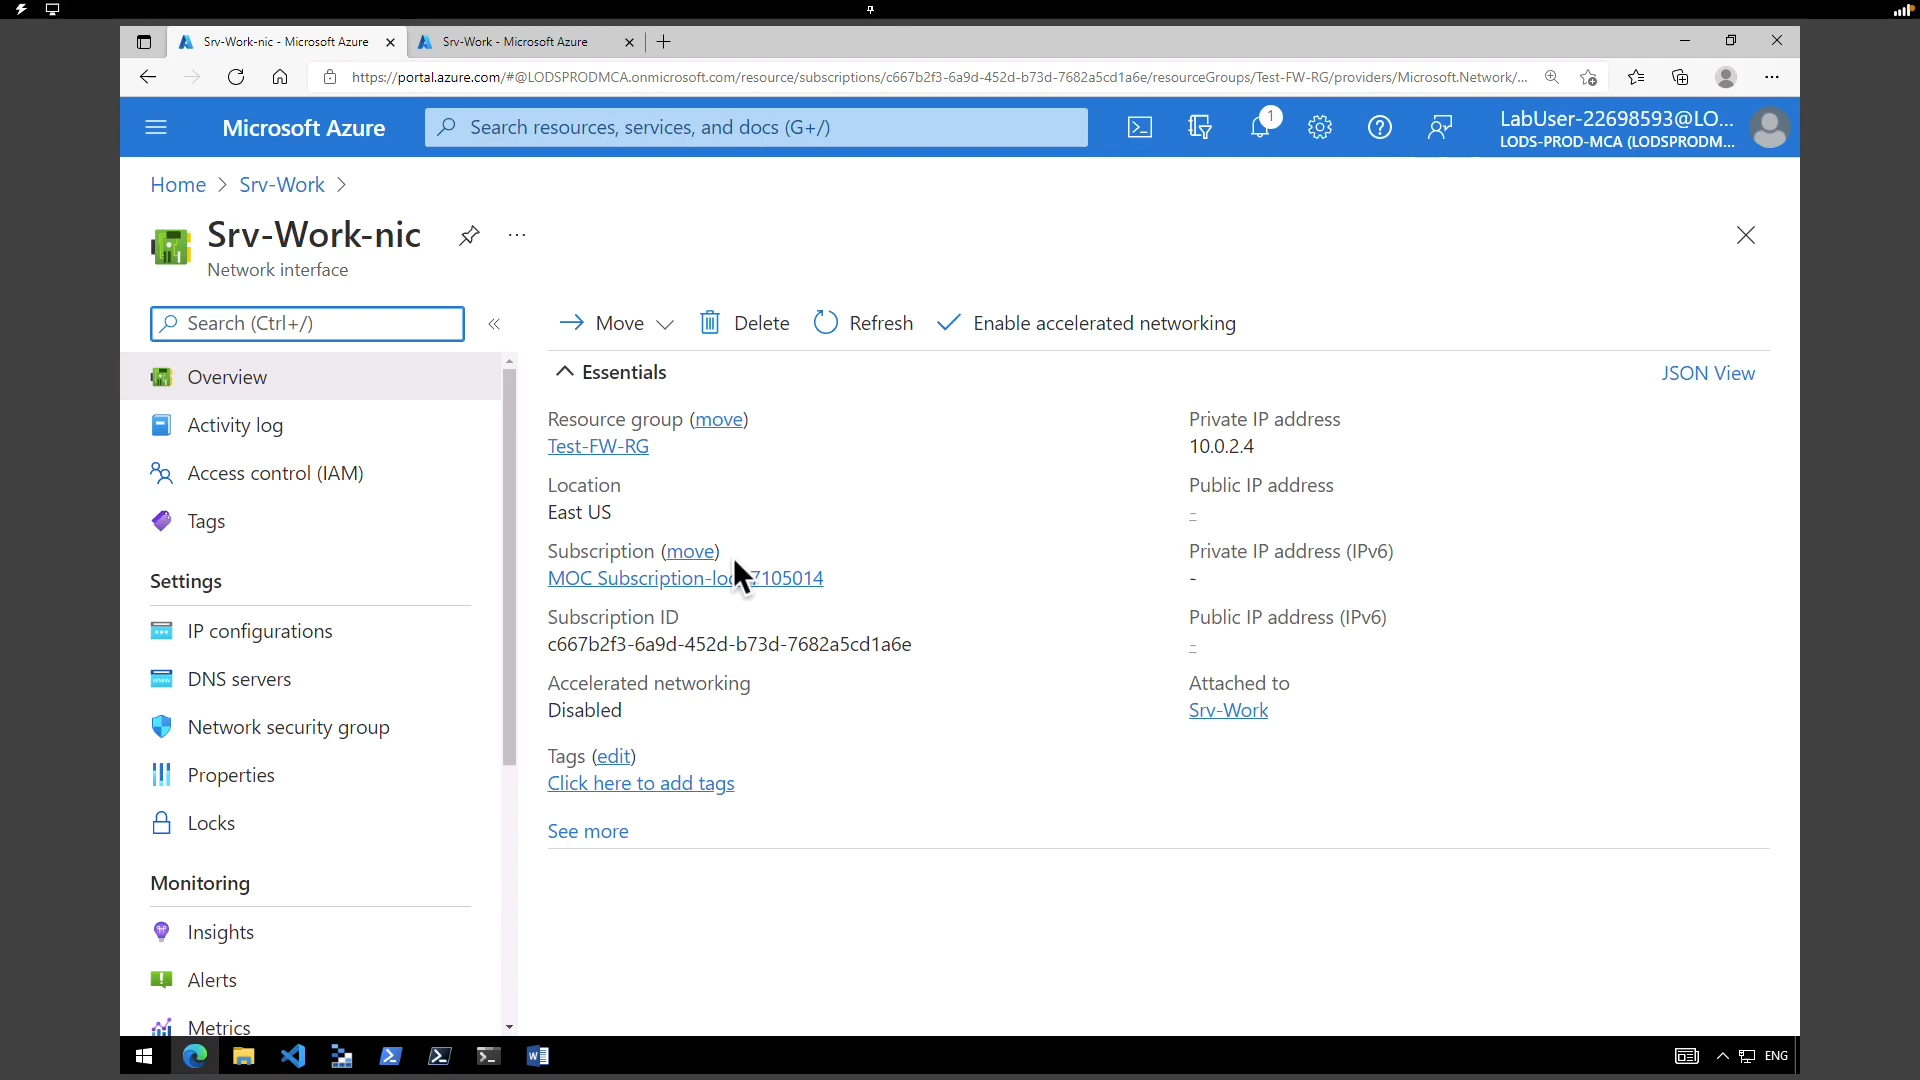 Srv-Work-nic - Microsoft Azure
Srv-Work - Microsoft Azure
https://portal.azure.com/#@LODSPRODMCA.onmicrosoft.com/resource/subscriptions/c667b2f3-6a9d-452d-b73d-7682a5cd1a6e/resourceGroups/Test-FW-RG/providers/Microsoft.Network/...
Microsoft Azure
Search resources, services, and docs (G+/)
1
LabUser-22698593@LO...
LODS-PROD-MCA (LODSPRODM...
Home > Srv-Work >
Srv-Work-nic
Network interface
Search (Ctrl+/)
Move
Delete
Refresh
Enable accelerated networking
Overview
Activity log
Access control (IAM)
Tags
Settings
IP configurations
DNS servers
Network security group
Properties
Locks
Monitoring
Insights
Alerts
Metrics
Essentials
JSON View
Resource group (move)
Test-FW-RG
Location
East US
Subscription (move)
MOC Subscription-
7105014
Subscription ID
c667b2f3-6a9d-452d-b73d-7682a5cd1a6e
Accelerated networking
Disabled
Tags (edit)
Click here to add tags
See more
Private IP address
10.0.2.4
Public IP address
-
Private IP address (IPv6)
-
Public IP address (IPv6)
-
Attached to
Srv-Work
ENG